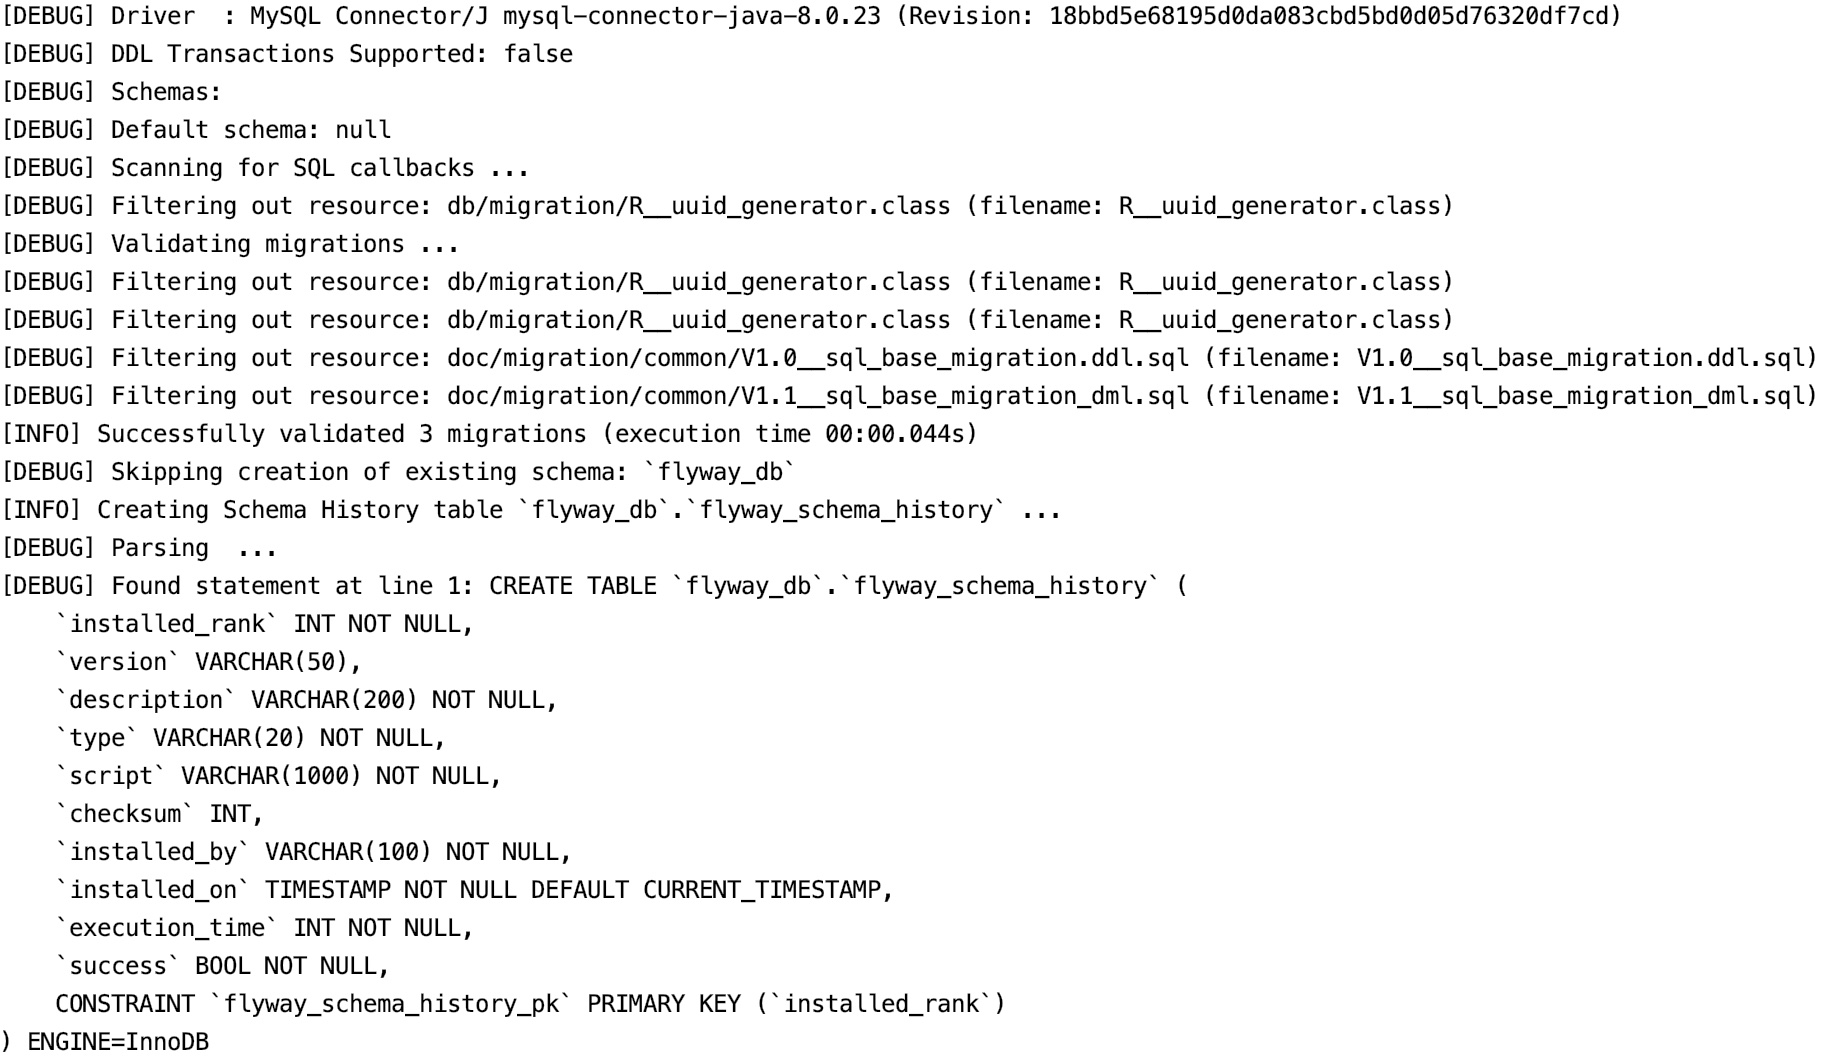 [DEBUG] Driver  : MySQL Connector/J mysql-connector-java-8.0.23 (Revision: 18bbd5e68195d0da083cbd5bd0d05d76320df7cd)
[DEBUG] DDL Transactions Supported: false
[DEBUG] Schemas:
[DEBUG] Default schema: null
[DEBUG] Scanning for SQL callbacks ...
[DEBUG] Filtering out resource: db/migration/R__uuid_generator.class (filename: R__uuid_generator.class)
[DEBUG] Validating migrations ...
[DEBUG] Filtering out resource: db/migration/R__uuid_generator.class (filename: R__uuid_generator.class)
[DEBUG] Filtering out resource: db/migration/R__uuid_generator.class (filename: R__uuid_generator.class)
[DEBUG] Filtering out resource: doc/migration/common/V1.0__sql_base_migration.ddl.sql (filename: V1.0__sql_base_migration.ddl.sql)
[DEBUG] Filtering out resource: doc/migration/common/V1.1__sql_base_migration_dml.sql (filename: V1.1__sql_base_migration_dml.sql)
[INFO] Successfully validated 3 migrations (execution time 00:00.044s)
[DEBUG] Skipping creation of existing schema: `flyway_db`
[INFO] Creating Schema History table `flyway_db`.`flyway_schema_history` ...
[DEBUG] Parsing  ...
[DEBUG] Found statement at line 1: CREATE TABLE `flyway_db`.`flyway_schema_history` (
    `installed_rank` INT NOT NULL,
    `version` VARCHAR(50),
    `description` VARCHAR(200) NOT NULL,
    `type` VARCHAR(20) NOT NULL,
    `script` VARCHAR(1000) NOT NULL,
    `checksum` INT,
    `installed_by` VARCHAR(100) NOT NULL,
    `installed_on` TIMESTAMP NOT NULL DEFAULT CURRENT_TIMESTAMP,
    `execution_time` INT NOT NULL,
    `success` BOOL NOT NULL,
    CONSTRAINT `flyway_schema_history_pk` PRIMARY KEY (`installed_rank`)
) ENGINE=InnoDB